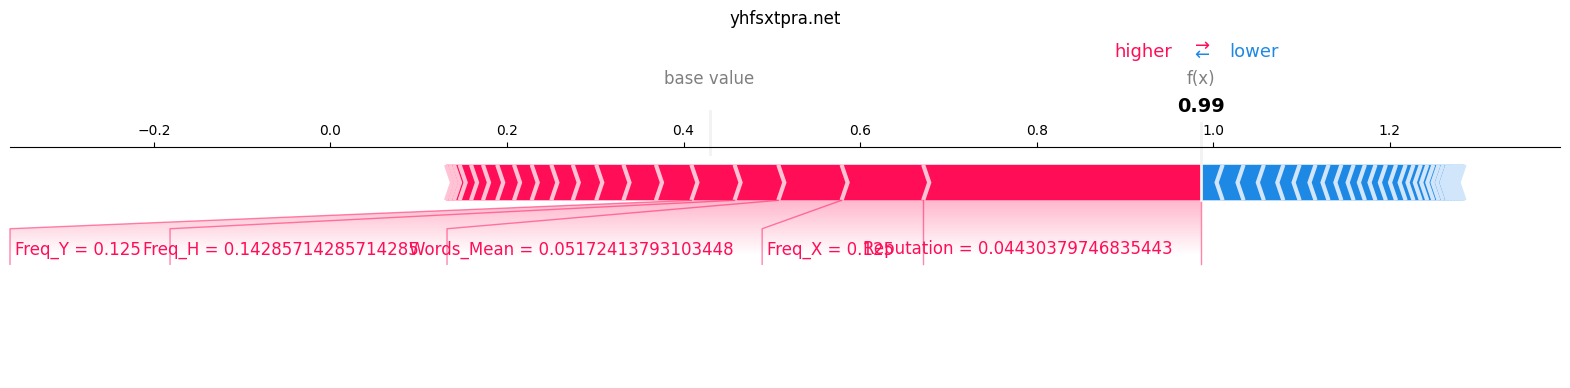 yhfsxtpra.net
higher ⇄ lower
base value f(x)
0.99
−0.2 0.0 0.2 0.4 0.6 0.8 1.0 1.2
Freq_Y = 0.125 Freq_H = 0.14285714285714285 Words_Mean = 0.05172413793103448 Freq_X = 0.125 Reputation = 0.04430379746835443